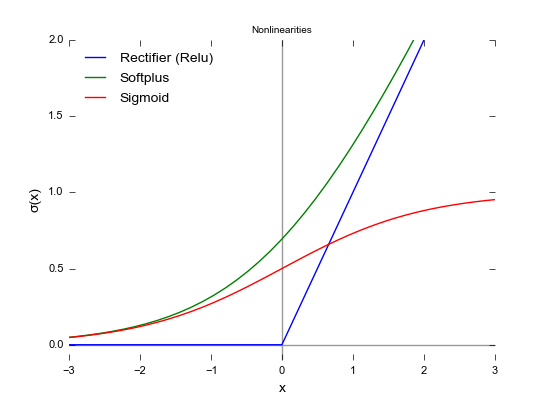 Nonlinearities
2.0
Rectifier (Relu)
Softplus
Sigmoid
1.5
1.0
σ(x)
0.5
0.0
−3 −2 −1 0 1 2 3
x